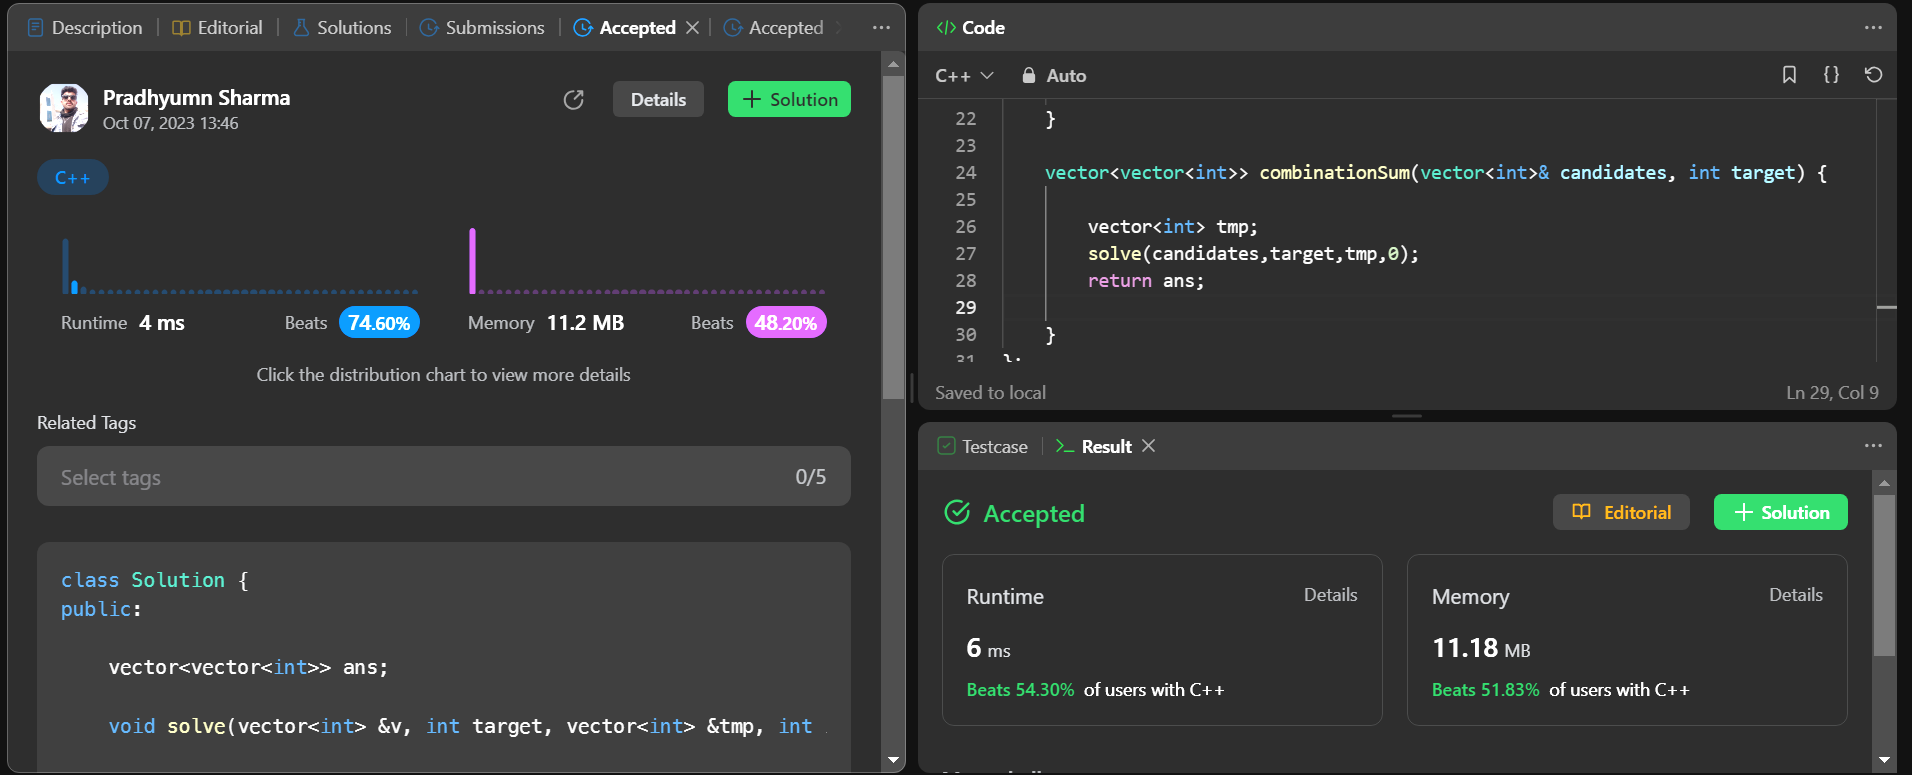 Description Editorial Solutions Submissions Accepted Accepted
Pradhyumn Sharma
Oct 07, 2023 13:46
Details
Solution
C++
Runtime 4 ms Beats 74.60%
Memory 11.2 MB Beats 48.20%
Click the distribution chart to view more details
Related Tags
Select tags 0/5
class Solution {
public:
vector<vector<int>> ans;
void solve(vector<int> &v, int target, vector<int> &tmp, int
</> Code
C++ Auto
22 }
23
24 vector<vector<int>> combinationSum(vector<int>& candidates, int target) {
25
26 vector<int> tmp;
27 solve(candidates,target,tmp,0);
28 return ans;
29
30 }
31 };
Saved to local Ln 29, Col 9
Testcase >_ Result
Accepted
Editorial
Solution
Runtime Details
6 ms
Beats 54.30% of users with C++
Memory Details
11.18 MB
Beats 51.83% of users with C++